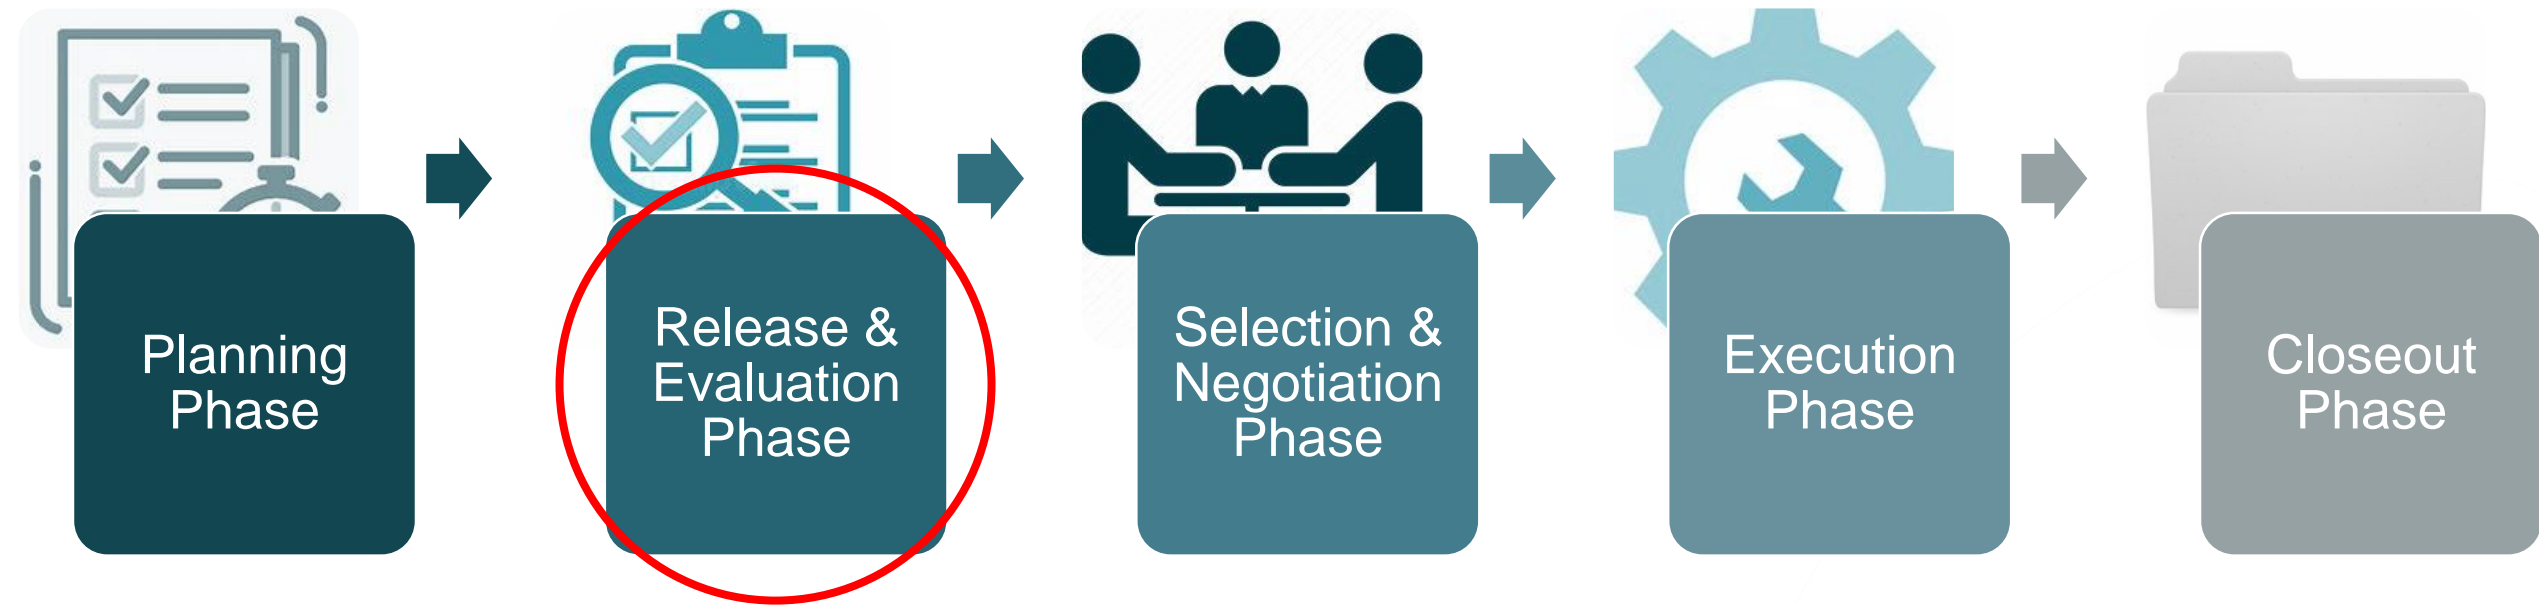 Planning
Phase
Release &
Evaluation
Phase
Selection &
Negotiation
Phase
Execution
Phase
Closeout
Phase